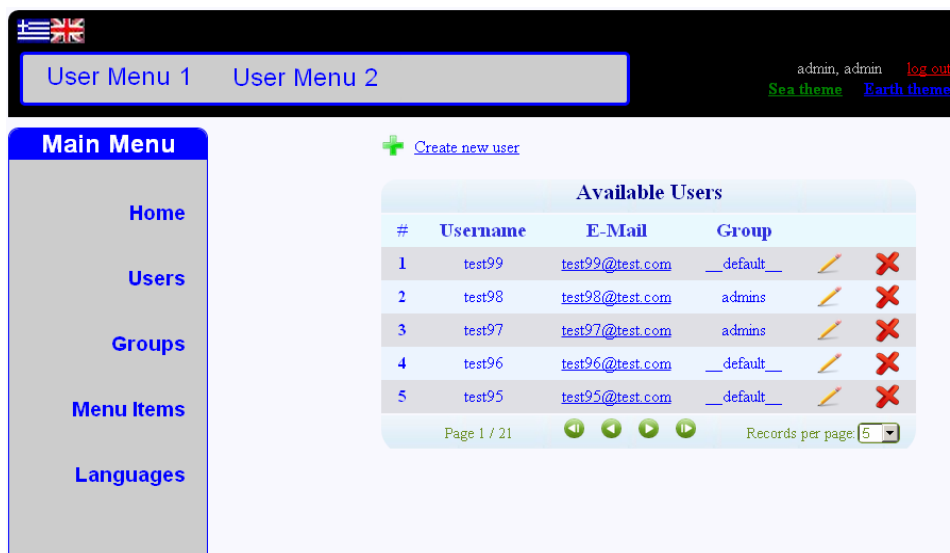 User Menu 1 User Menu 2
admin, admin log out
Sea theme Earth theme
Main Menu
Home
Users
Groups
Menu Items
Languages
Create new user
Available Users
# Username E-Mail Group
1 test99 test99@test.com __default__
2 test98 test98@test.com admins
3 test97 test97@test.com admins
4 test96 test96@test.com __default__
5 test95 test95@test.com __default__
Page 1 / 21 Records per page: 5